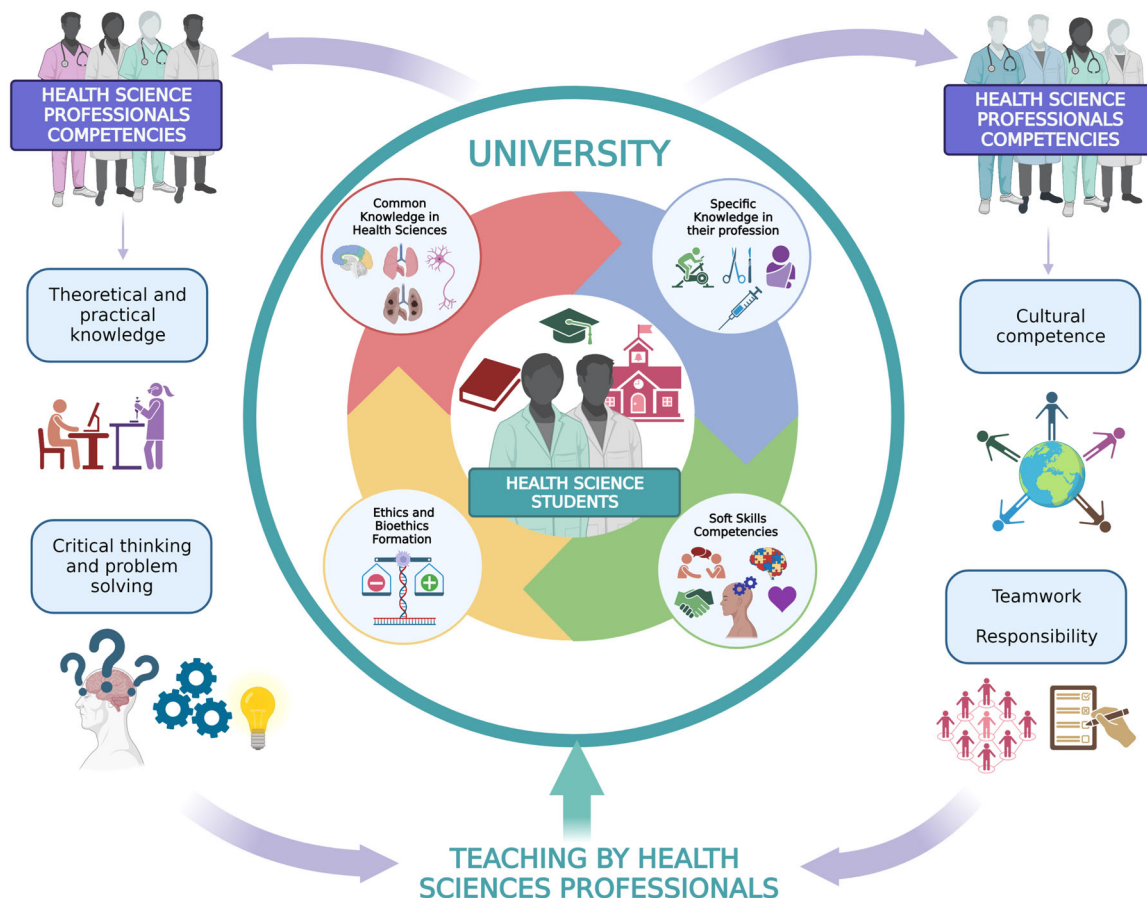 HEALTH SCIENCE
PROFESSIONALS
COMPETENCIES
Theoretical and
practical
knowledge
Critical thinking
and problem
solving
UNIVERSITY
Common
Knowledge in
Health Sciences
Specific
Knowledge in
their profession
HEALTH SCIENCE
STUDENTS
Ethics and
Bioethics
Formation
Soft Skills
Competencies
HEALTH SCIENCE
PROFESSIONALS
COMPETENCIES
Cultural
competence
Teamwork
Responsibility
TEACHING BY HEALTH
SCIENCES PROFESSIONALS